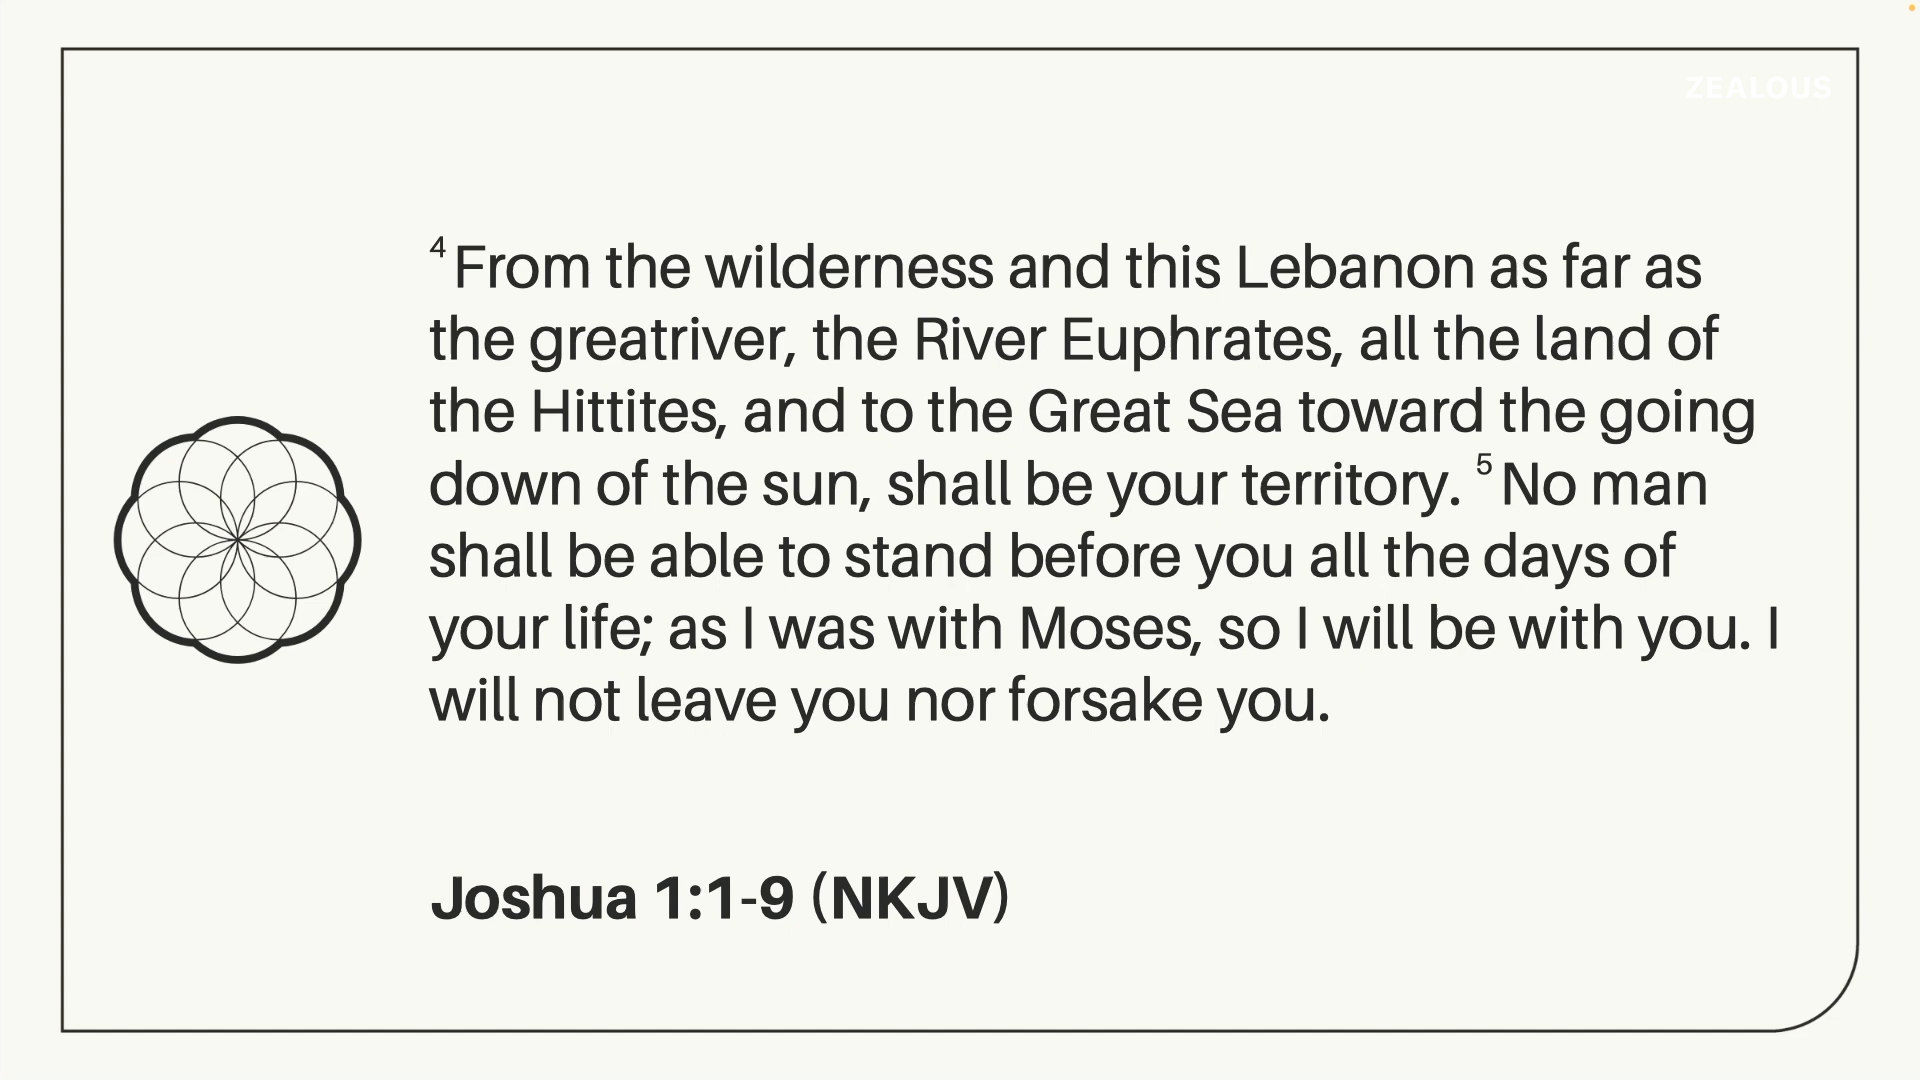 ZEALOUS
4 From the wilderness and this Lebanon as far as
the greatriver, the River Euphrates, all the land of
the Hittites, and to the Great Sea toward the going
down of the sun, shall be your territory. 5 No man
shall be able to stand before you all the days of
your life; as I was with Moses, so I will be with you. I
will not leave you nor forsake you.
Joshua 1:1-9 (NKJV)